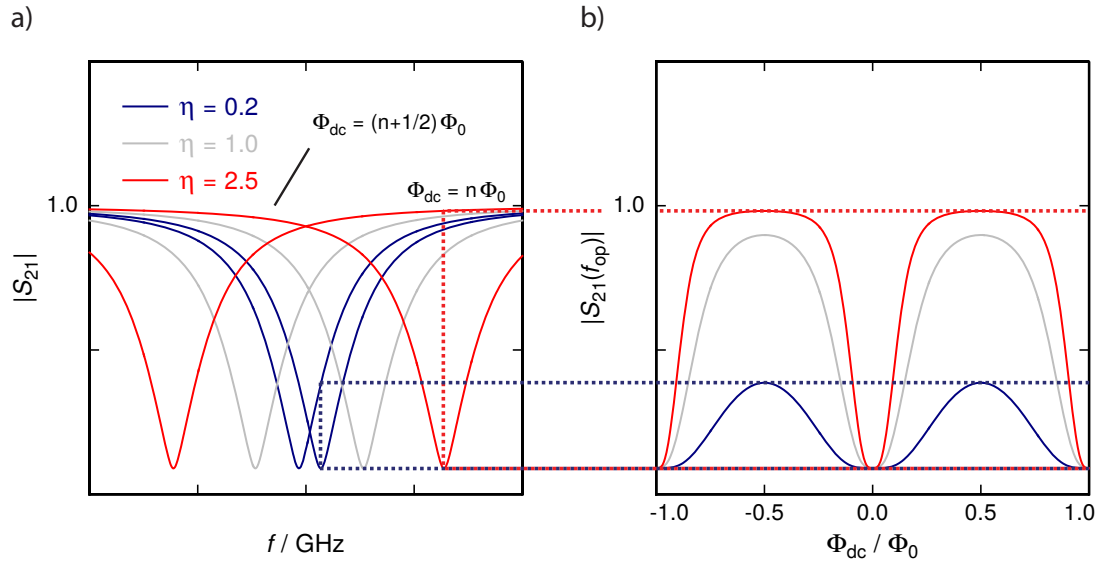 a)
η = 0.2
η = 1.0
η = 2.5
Φdc = (n+1/2) Φ0
Φdc = n Φ0
1.0
|S21|
f / GHz
b)
1.0
|S21(fop)|
-1.0 -0.5 0.0 0.5 1.0
Φdc / Φ0